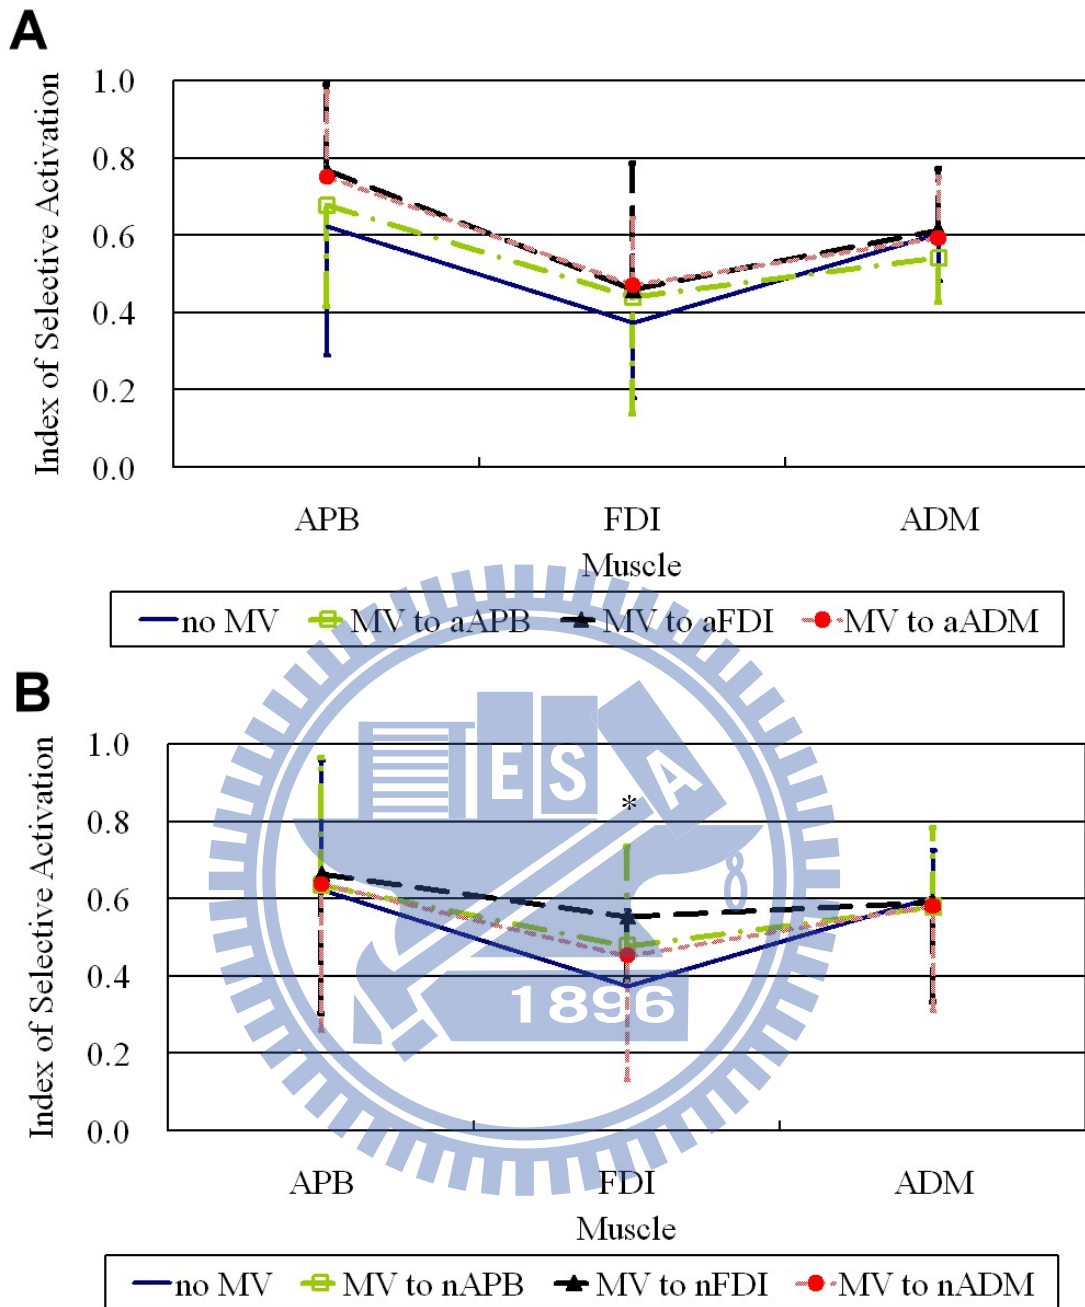 A
Index of Selective Activation
1.0
0.8
0.6
0.4
0.2
0.0
APB FDI ADM
Muscle
no MV MV to aAPB MV to aFDI MV to aADM
B
Index of Selective Activation
1.0
0.8
0.6
0.4
0.2
0.0
*
E S A
1896
APB FDI ADM
Muscle
no MV MV to nAPB MV to nFDI MV to nADM